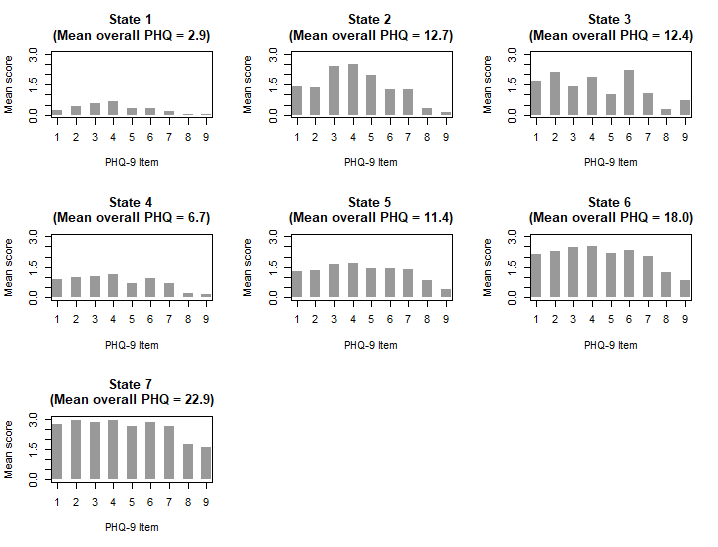 State 1
(Mean overall PHQ = 2.9)
Mean score
0.0 1.5 3.0
1 2 3 4 5 6 7 8 9
PHQ-9 Item
State 2
(Mean overall PHQ = 12.7)
Mean score
0.0 1.5 3.0
1 2 3 4 5 6 7 8 9
PHQ-9 Item
State 3
(Mean overall PHQ = 12.4)
Mean score
0.0 1.5 3.0
1 2 3 4 5 6 7 8 9
PHQ-9 Item
State 4
(Mean overall PHQ = 6.7)
Mean score
0.0 1.5 3.0
1 2 3 4 5 6 7 8 9
PHQ-9 Item
State 5
(Mean overall PHQ = 11.4)
Mean score
0.0 1.5 3.0
1 2 3 4 5 6 7 8 9
PHQ-9 Item
State 6
(Mean overall PHQ = 18.0)
Mean score
0.0 1.5 3.0
1 2 3 4 5 6 7 8 9
PHQ-9 Item
State 7
(Mean overall PHQ = 22.9)
Mean score
0.0 1.5 3.0
1 2 3 4 5 6 7 8 9
PHQ-9 Item